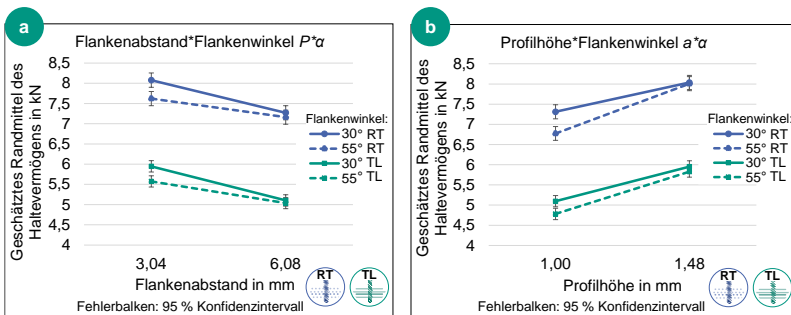 a
Flankenabstand*Flankenwinkel P*α
Geschätztes Randmittel des
Haltevermögens in kN
8,5
8
7,5
7
6,5
6
5,5
5
4,5
4
3,04 6,08
Flankenabstand in mm
Flankenwinkel:
30° RT
55° RT
30° TL
55° TL
RT TL
Fehlerbalken: 95 % Konfidenzintervall
b
Profilhöhe*Flankenwinkel a*α
Geschätztes Randmittel des
Haltevermögens in kN
8,5
8
7,5
7
6,5
6
5,5
5
4,5
4
1,00 1,48
Profilhöhe in mm
Flankenwinkel:
30° RT
55° RT
30° TL
55° TL
RT TL
Fehlerbalken: 95 % Konfidenzintervall